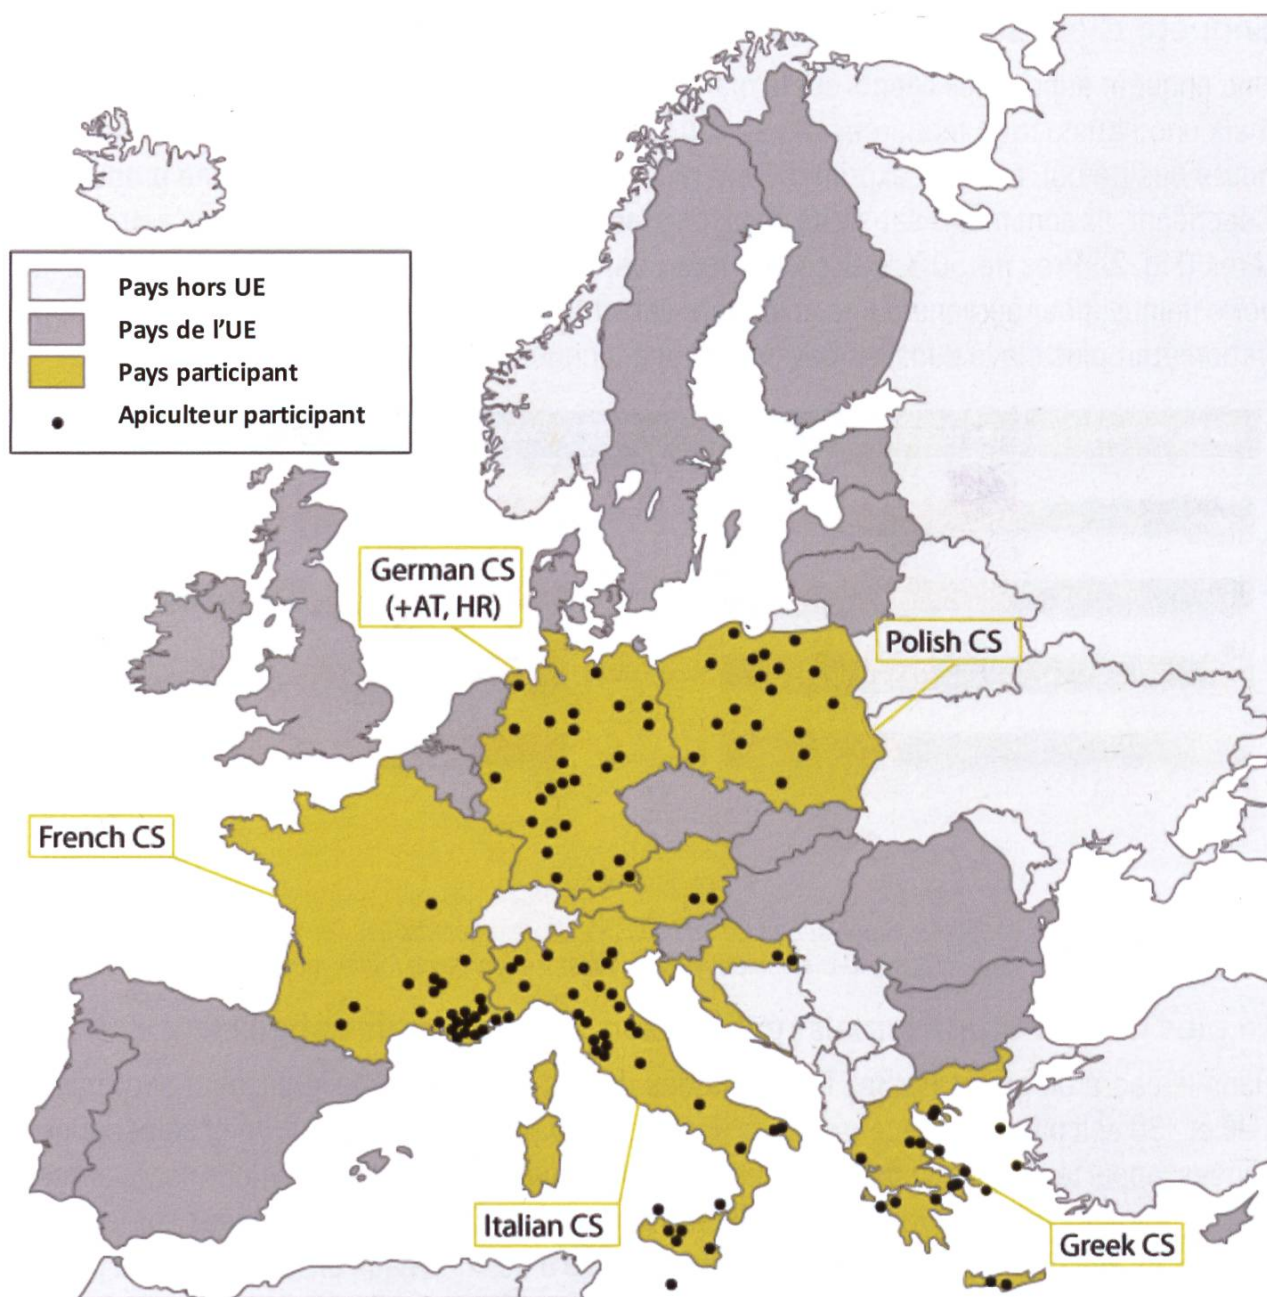 Pays hors UE
Pays de l'UE
Pays participant
Apiculteur participant
German CS
(+AT, HR)
Polish CS
French CS
Italian CS
Greek CS